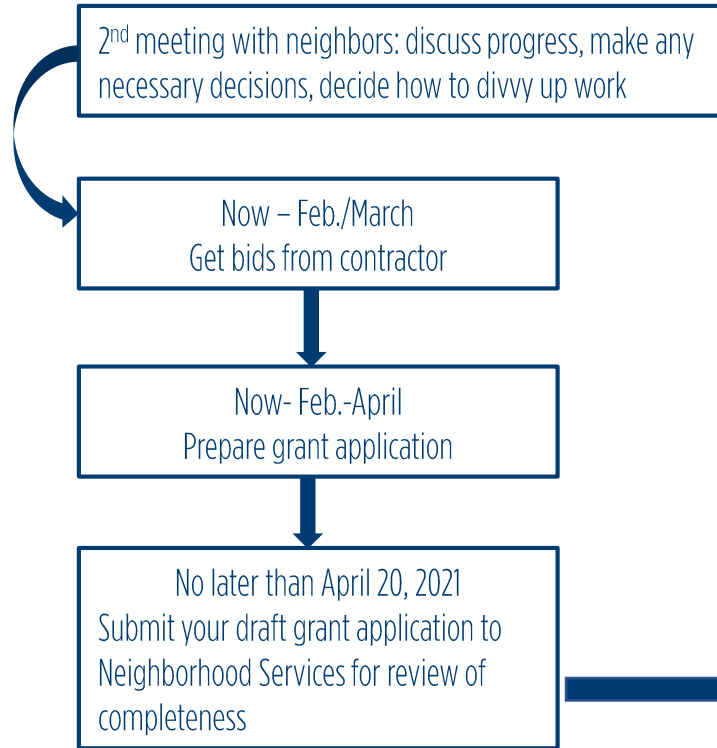 2nd meeting with neighbors: discuss progress, make any
necessary decisions, decide how to divvy up work
Now – Feb./March
Get bids from contractor
Now- Feb.-April
Prepare grant application
No later than April 20, 2021
Submit your draft grant application to
Neighborhood Services for review of
completeness